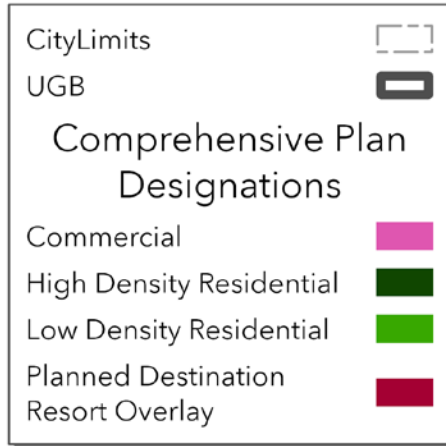 CityLimits
UGB
Comprehensive Plan
Designations
Commercial
High Density Residential
Low Density Residential
Planned Destination
Resort Overlay